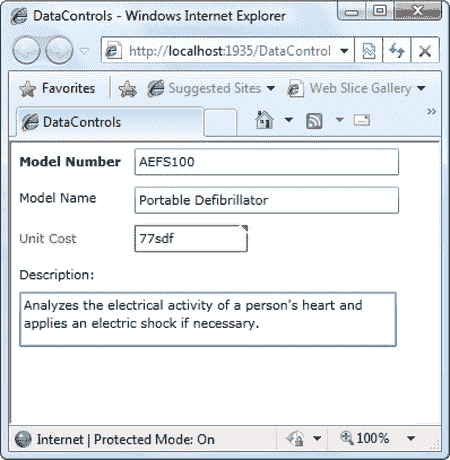 DataControls - Windows Internet Explorer
http://localhost:1935/DataControl
Favorites
Suggested Sites
Web Slice Gallery
DataControls
Model Number AEFS100
Model Name Portable Defibrillator
Unit Cost 77sdf
Description:
Analyzes the electrical activity of a person's heart and
applies an electric shock if necessary.
Internet | Protected Mode: On
100%